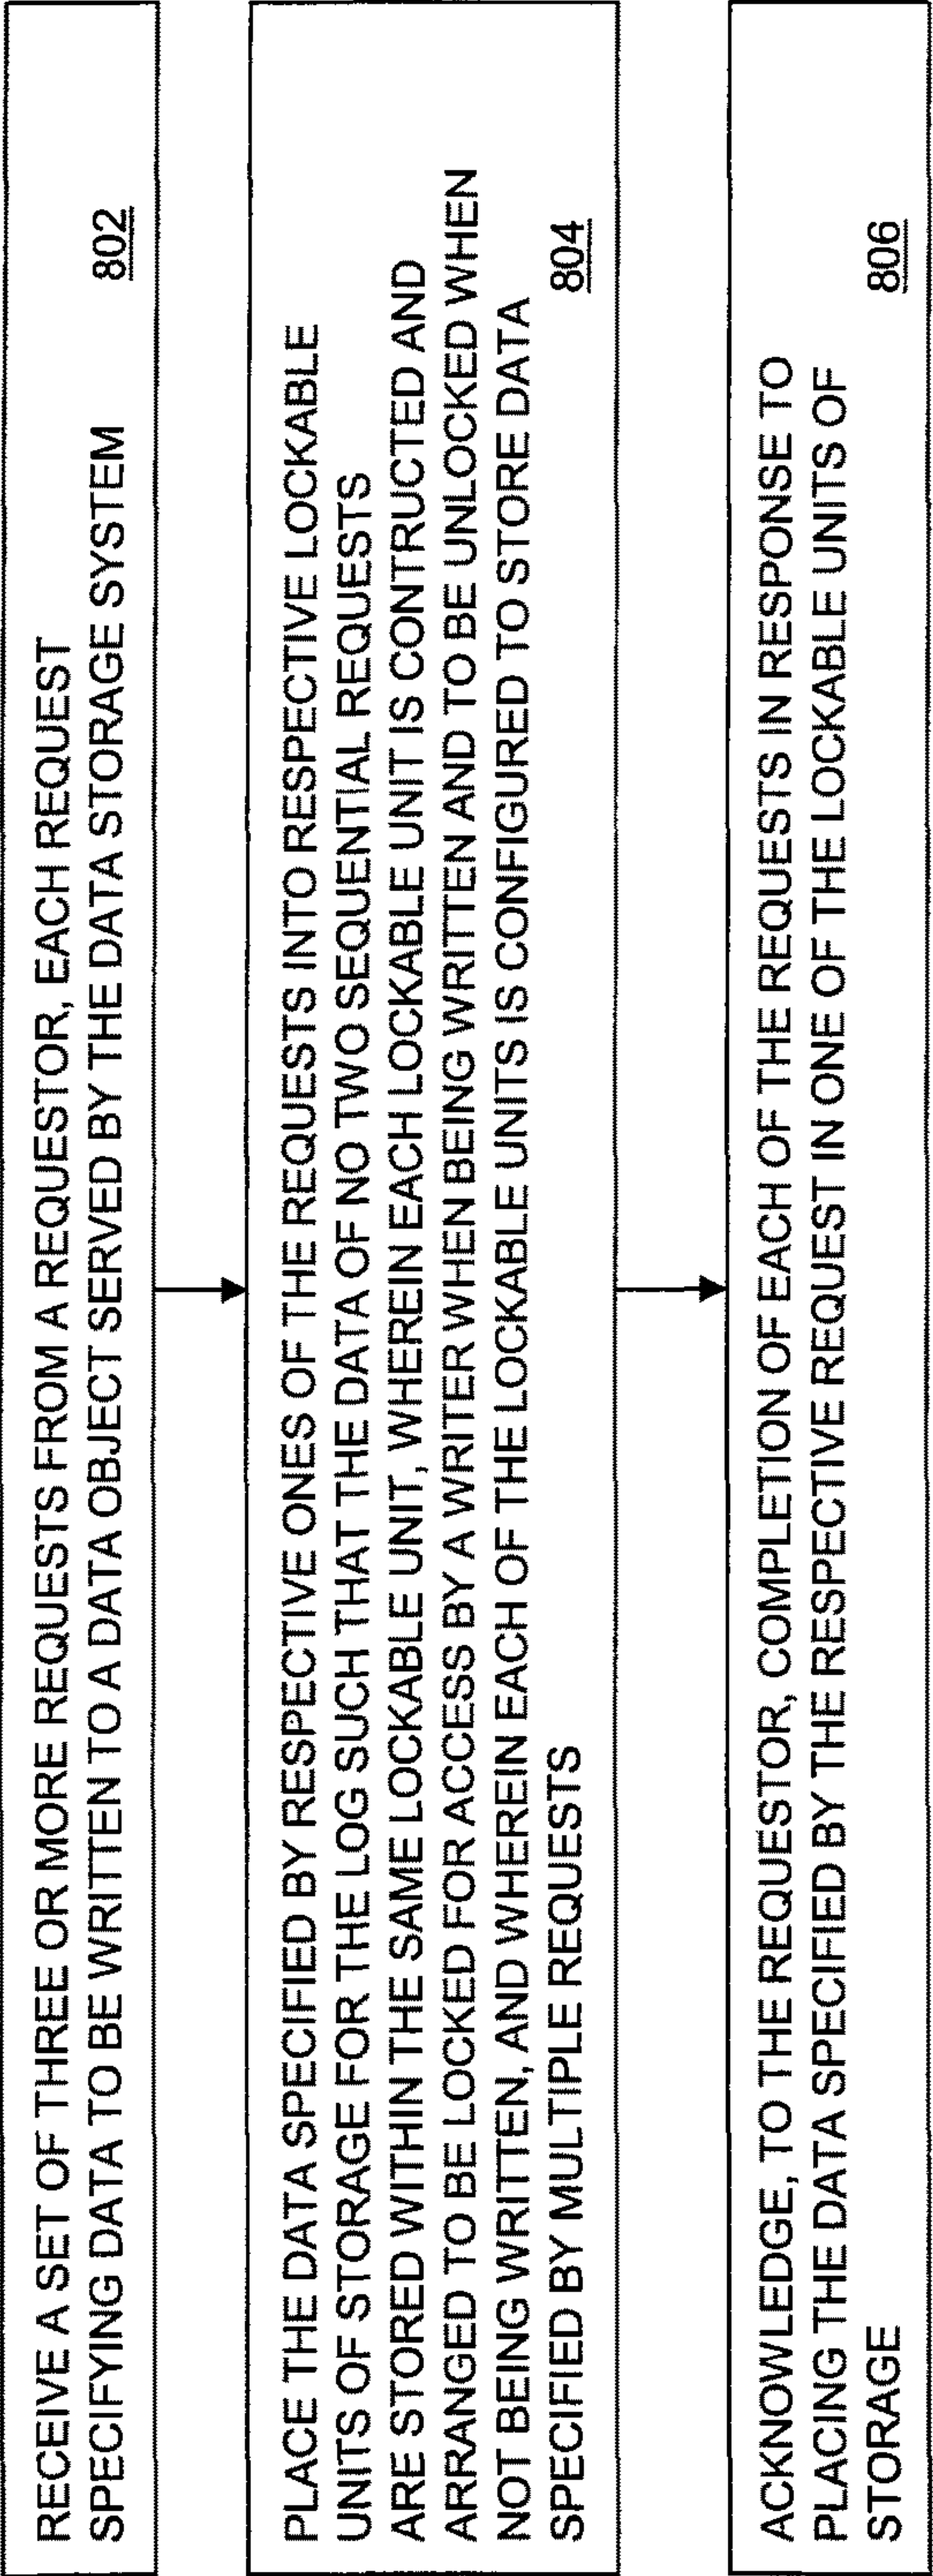 RECEIVE A SET OF THREE OR MORE REQUESTS FROM A REQUESTOR, EACH REQUEST
SPECIFYING DATA TO BE WRITTEN TO A DATA OBJECT SERVED BY THE DATA STORAGE SYSTEM
802
PLACE THE DATA SPECIFIED BY RESPECTIVE ONES OF THE REQUESTS INTO RESPECTIVE LOCKABLE
UNITS OF STORAGE FOR THE LOG SUCH THAT THE DATA OF NO TWO SEQUENTIAL REQUESTS
ARE STORED WITHIN THE SAME LOCKABLE UNIT, WHEREIN EACH LOCKABLE UNIT IS CONTRUCTED AND
ARRANGED TO BE LOCKED FOR ACCESS BY A WRITER WHEN BEING WRITTEN AND TO BE UNLOCKED WHEN
NOT BEING WRITTEN, AND WHEREIN EACH OF THE LOCKABLE UNITS IS CONFIGURED TO STORE DATA
SPECIFIED BY MULTIPLE REQUESTS
804
ACKNOWLEDGE, TO THE REQUESTOR, COMPLETION OF EACH OF THE REQUESTS IN RESPONSE TO
PLACING THE DATA SPECIFIED BY THE RESPECTIVE REQUEST IN ONE OF THE LOCKABLE UNITS OF
STORAGE
806